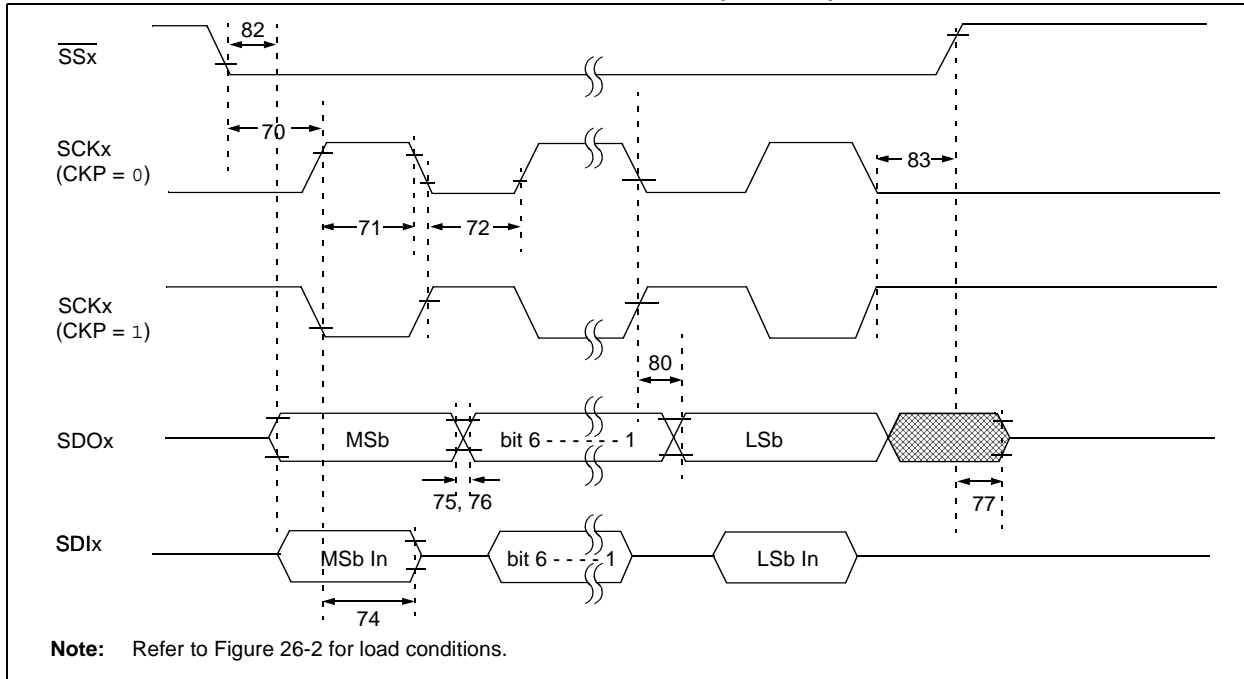 82
SSx
70
SCKx
(CKP = 0)
83
71
72
SCKx
(CKP = 1)
80
SDOx
MSb
bit 6 - - - - - - 1
LSb
75, 76
77
SDIx
MSb In
bit 6 - - - - 1
LSb In
74
Note: Refer to Figure 26-2 for load conditions.